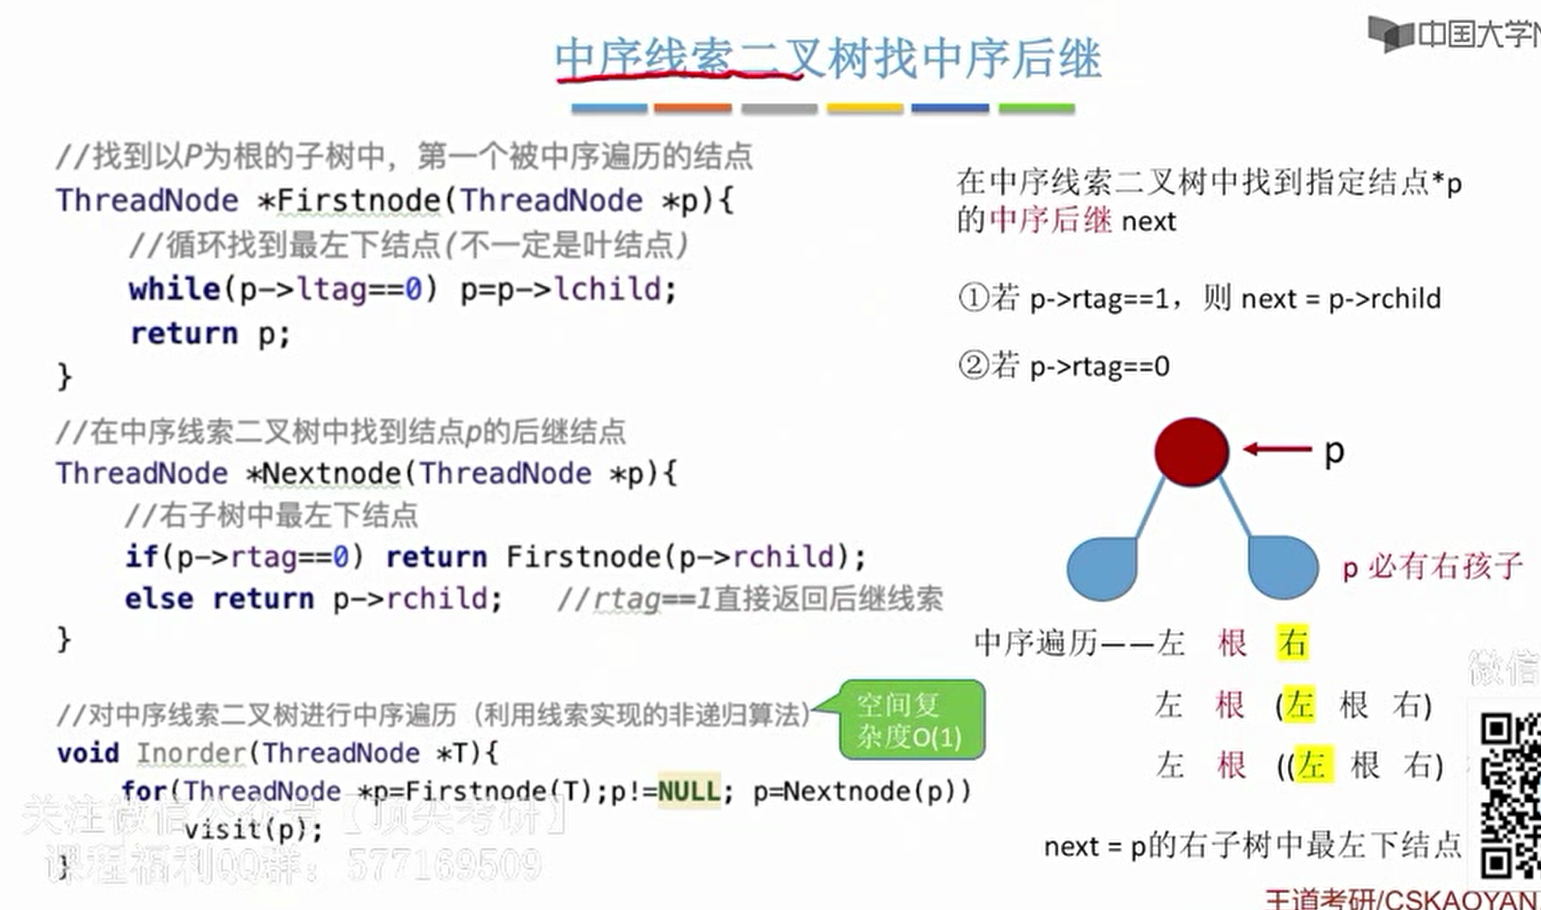 中国大学
中序线索二叉树找中序后继
//找到以P为根的子树中，第一个被中序遍历的结点
ThreadNode *Firstnode(ThreadNode *p){
//循环找到最左下结点(不一定是叶结点)
while(p->ltag==0) p=p->lchild;
return p;
}
//在中序线索二叉树中找到结点p的后继结点
ThreadNode *Nextnode(ThreadNode *p){
//右子树中最左下结点
if(p->rtag==0) return Firstnode(p->rchild);
else return p->rchild; //rtag==1直接返回后继线索
}
//对中序线索二叉树进行中序遍历（利用线索实现的非递归算法）
void Inorder(ThreadNode *T){
for(ThreadNode *p=Firstnode(T);p!=NULL; p=Nextnode(p))
visit(p);
}
空间复
杂度O(1)
关注微信公众号【顶尖考研】
课程福利QQ群：577169509
在中序线索二叉树中找到指定结点*p
的中序后继 next
①若 p->rtag==1，则 next = p->rchild
②若 p->rtag==0
p
p 必有右孩子
中序遍历——左 根 右
左 根 (左 根 右)
左 根 ((左 根 右)
next = p的右子树中最左下结点
微信
王道考研/CSKAOYAN